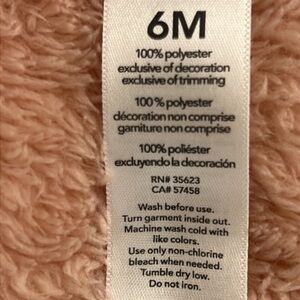 6M
100% polyester
exclusive of decoration
exclusive of trimming
100% polyester
décoration non comprise
garniture non comprise
100% poliéster
excluyendo la decoración
RN# 35623
CA# 57458
Wash before use.
Turn garment inside out.
Machine wash cold with
like colors.
Use only non-chlorine
bleach when needed.
Tumble dry low.
Do not iron.